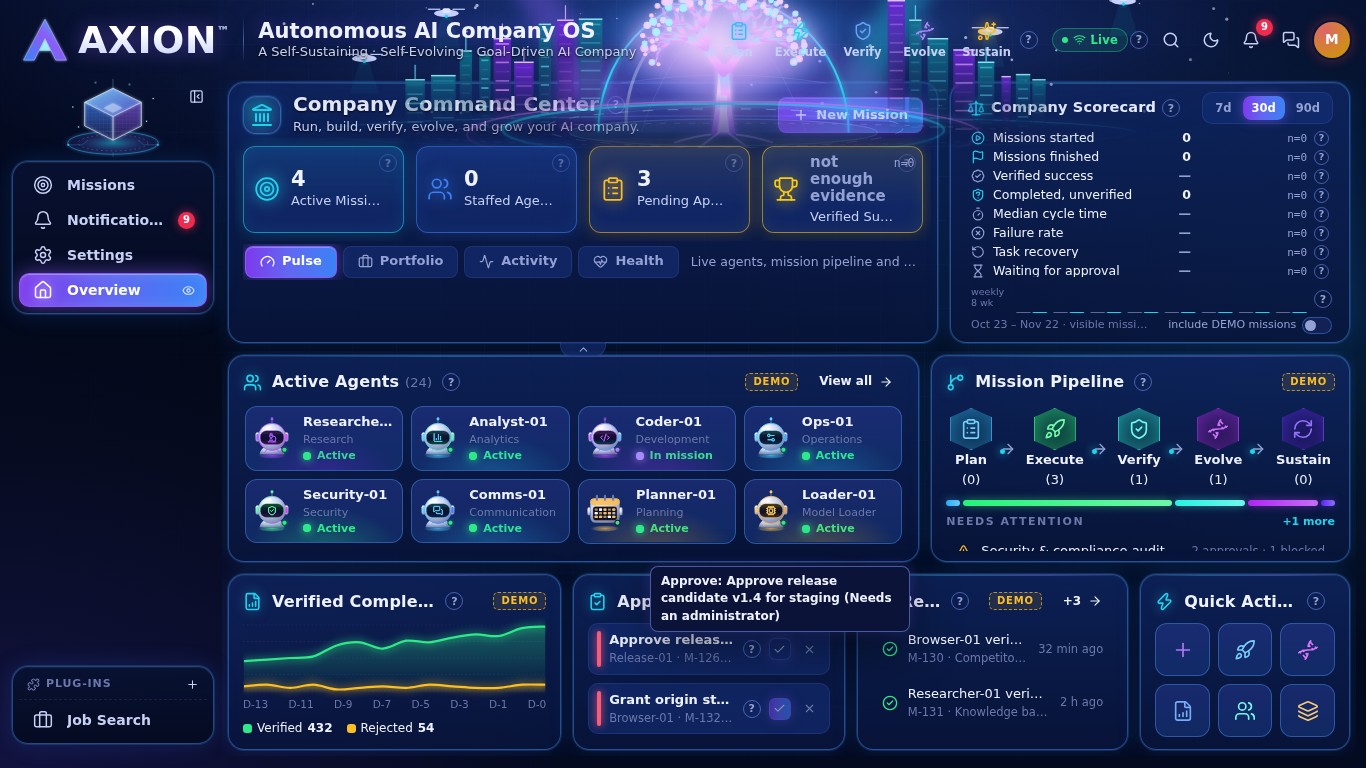 AXION™
Autonomous AI Company OS
A Self-Sustaining · Self-Evolving · Goal-Driven AI Company
Plan
Execute
Verify
Evolve
Sustain
?
Live
?
9
M
Missions
Notificatio…
9
Settings
Overview
PLUG-INS
+
Job Search
Company Command Center
?
Run, build, verify, evolve, and grow your AI company.
+ New Mission
4
Active Missi…
?
0
Staffed Age…
?
3
Pending Ap…
?
not enough evidence
n=0
Verified Su…
Pulse
Portfolio
Activity
Health
Live agents, mission pipeline and …
Company Scorecard
?
7d
30d
90d
Missions started 0 n=0 ?
Missions finished 0 n=0 ?
Verified success — n=0 ?
Completed, unverified 0 n=0 ?
Median cycle time — n=0 ?
Failure rate — n=0 ?
Task recovery — n=0 ?
Waiting for approval — n=0 ?
weekly
8 wk
?
Oct 23 – Nov 22 · visible missi…
include DEMO missions
Active Agents (24) ?
DEMO
View all →
Researche…
Research
Active
Analyst-01
Analytics
Active
Coder-01
Development
In mission
Ops-01
Operations
Active
Security-01
Security
Active
Comms-01
Communication
Active
Planner-01
Planning
Active
Loader-01
Model Loader
Active
Mission Pipeline ?
DEMO
Plan
(0)
Execute
(3)
Verify
(1)
Evolve
(1)
Sustain
(0)
NEEDS ATTENTION
+1 more
Security & compliance audit
2 approvals · 1 blocked
Verified Comple… ?
DEMO
D-13 D-11 D-9 D-7 D-5 D-3 D-1 D-0
Verified 432
Rejected 54
App
Approve: Approve release
candidate v1.4 for staging (Needs
an administrator)
Approve releas…
Release-01 · M-126…
?
Grant origin st…
Browser-01 · M-132…
?
Re… ?
DEMO
+3 →
Browser-01 veri…
M-130 · Competito…
32 min ago
Researcher-01 veri…
M-131 · Knowledge ba…
2 h ago
Quick Acti… ?